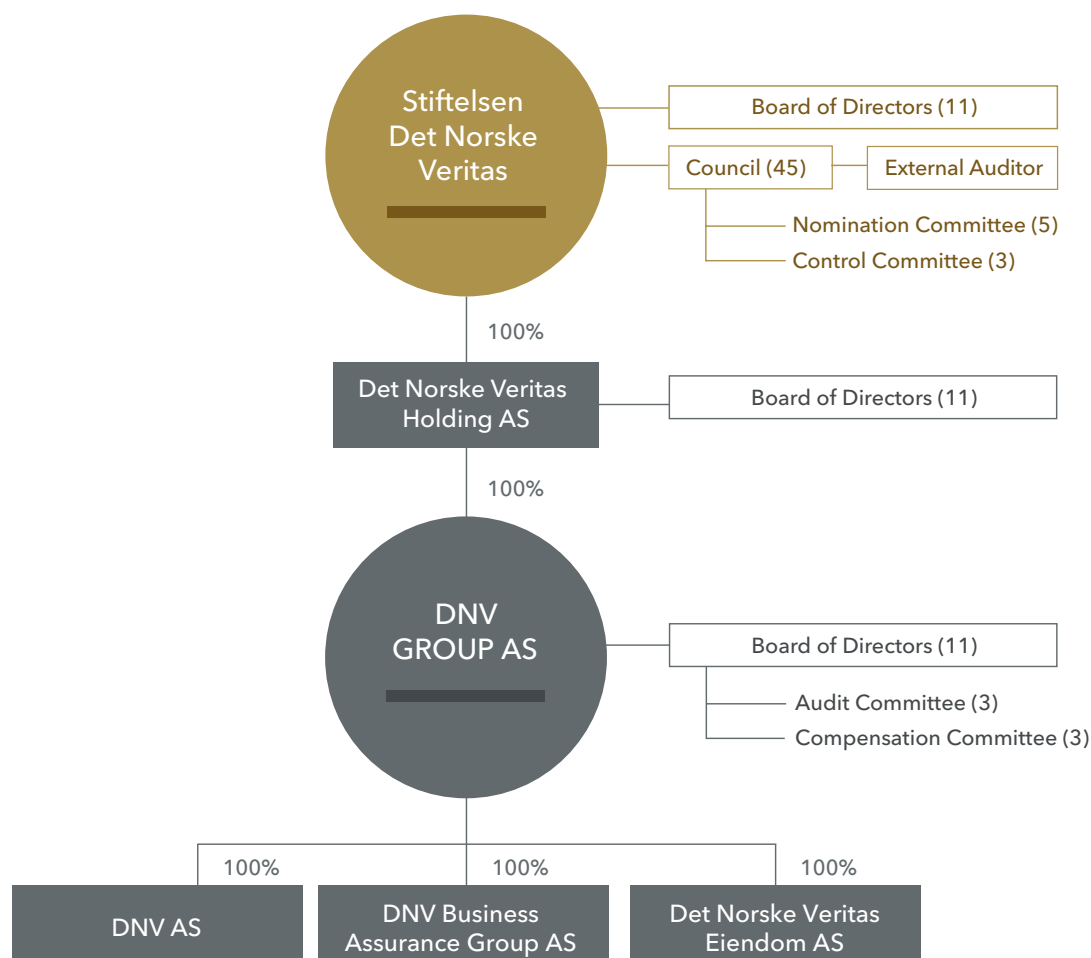 Stiftelsen
Det Norske
Veritas
Board of Directors (11)
Council (45)
External Auditor
Nomination Committee (5)
Control Committee (3)
100%
Det Norske Veritas
Holding AS
Board of Directors (11)
100%
DNV
GROUP AS
Board of Directors (11)
Audit Committee (3)
Compensation Committee (3)
100%
100%
100%
DNV AS
DNV Business
Assurance Group AS
Det Norske Veritas
Eiendom AS